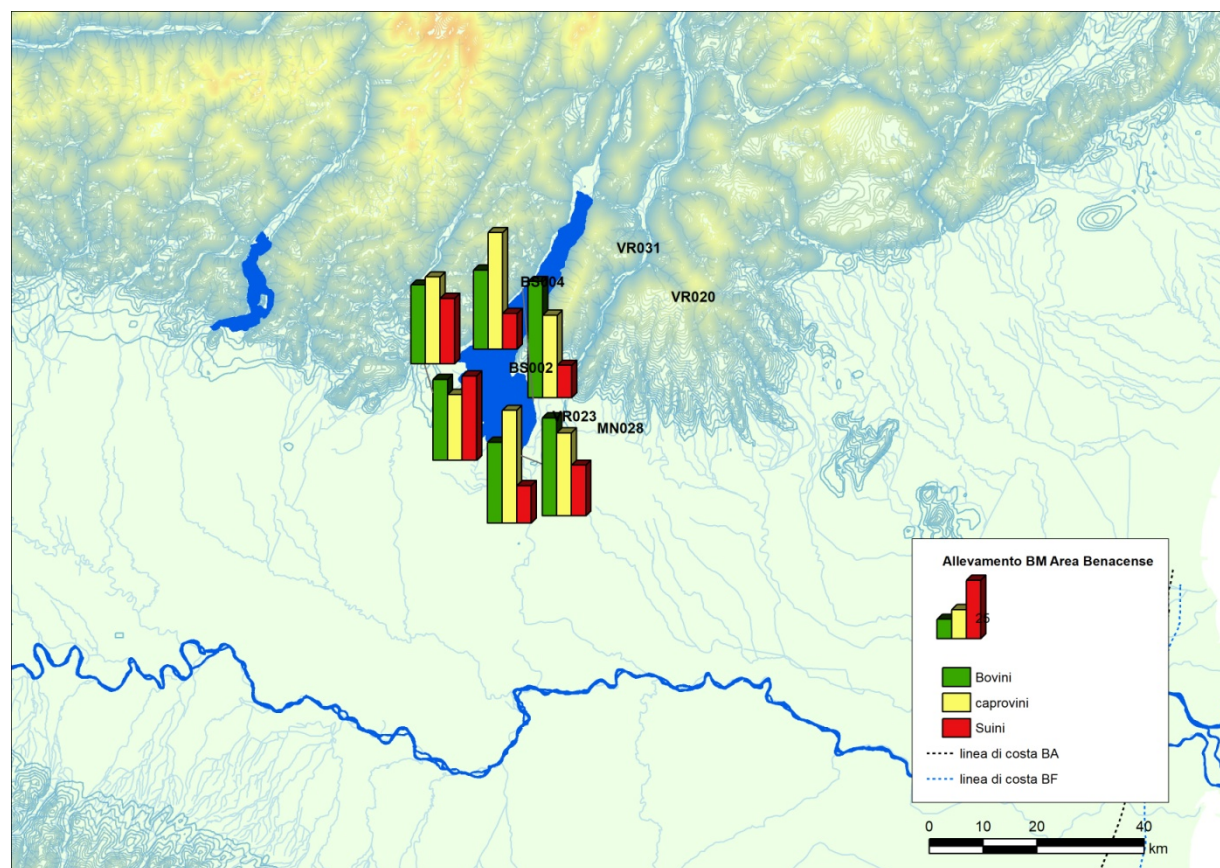 VR031
BS004
VR020
BS002
VR023
MN028
Allevamento BM Area Benacense
25
Bovini
caprovini
Suini
linea di costa BA
linea di costa BF
0 10 20 40
km